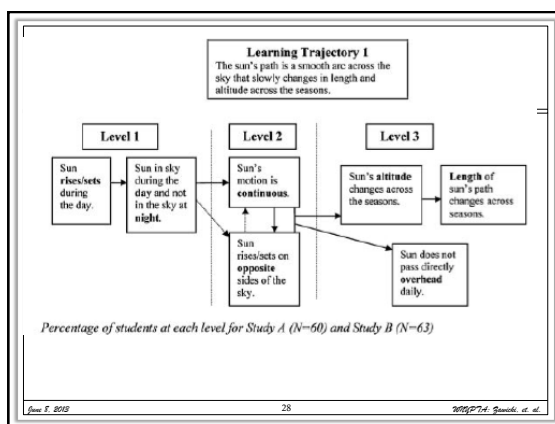 Learning Trajectory 1
The sun's path is a smooth arc across the
sky that slowly changes in length and
altitude across the seasons.
Level 1
Level 2
Level 3
Sun
rises/sets
during
the day.
Sun in sky
during the
day and not
in the sky at
night.
Sun's
motion is
continuous.
Sun
rises/sets on
opposite
sides of the
sky.
Sun's altitude
changes across
the seasons.
Length of
sun's path
changes across
seasons.
Sun does not
pass directly
overhead
daily.
Percentage of students at each level for Study A (N=60) and Study B (N=63)
June 8, 2013
28
WNYPTA: Zawicki, et. al.